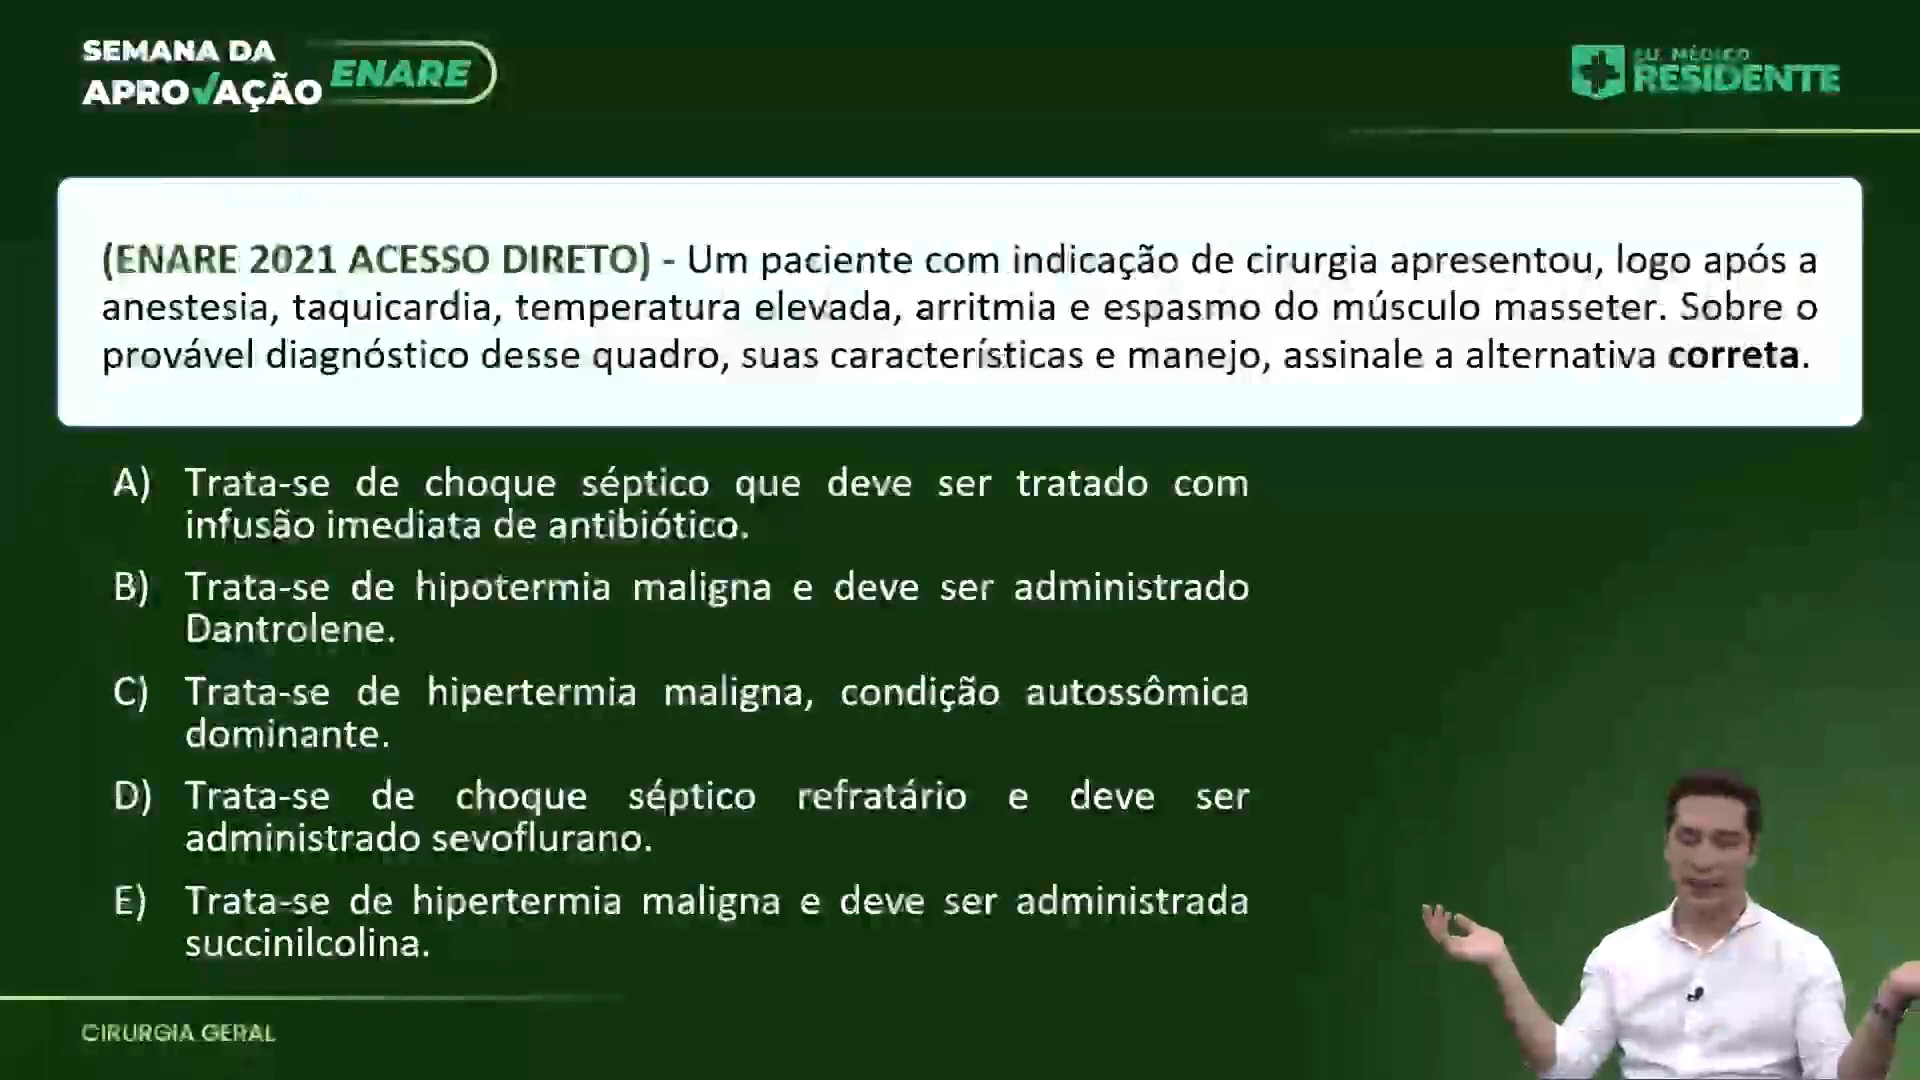 SEMANA DA
APROVAÇÃO ENARE
EU MÉDICO
RESIDENTE
(ENARE 2021 ACESSO DIRETO) - Um paciente com indicação de cirurgia apresentou, logo após a
anestesia, taquicardia, temperatura elevada, arritmia e espasmo do músculo masseter. Sobre o
provável diagnóstico desse quadro, suas características e manejo, assinale a alternativa correta.
A) Trata-se de choque séptico que deve ser tratado com
infusão imediata de antibiótico.
B) Trata-se de hipotermia maligna e deve ser administrado
Dantrolene.
C) Trata-se de hipertermia maligna, condição autossômica
dominante.
D) Trata-se de choque séptico refratário e deve ser
administrado sevoflurano.
E) Trata-se de hipertermia maligna e deve ser administrada
succinilcolina.
CIRURGIA GERAL